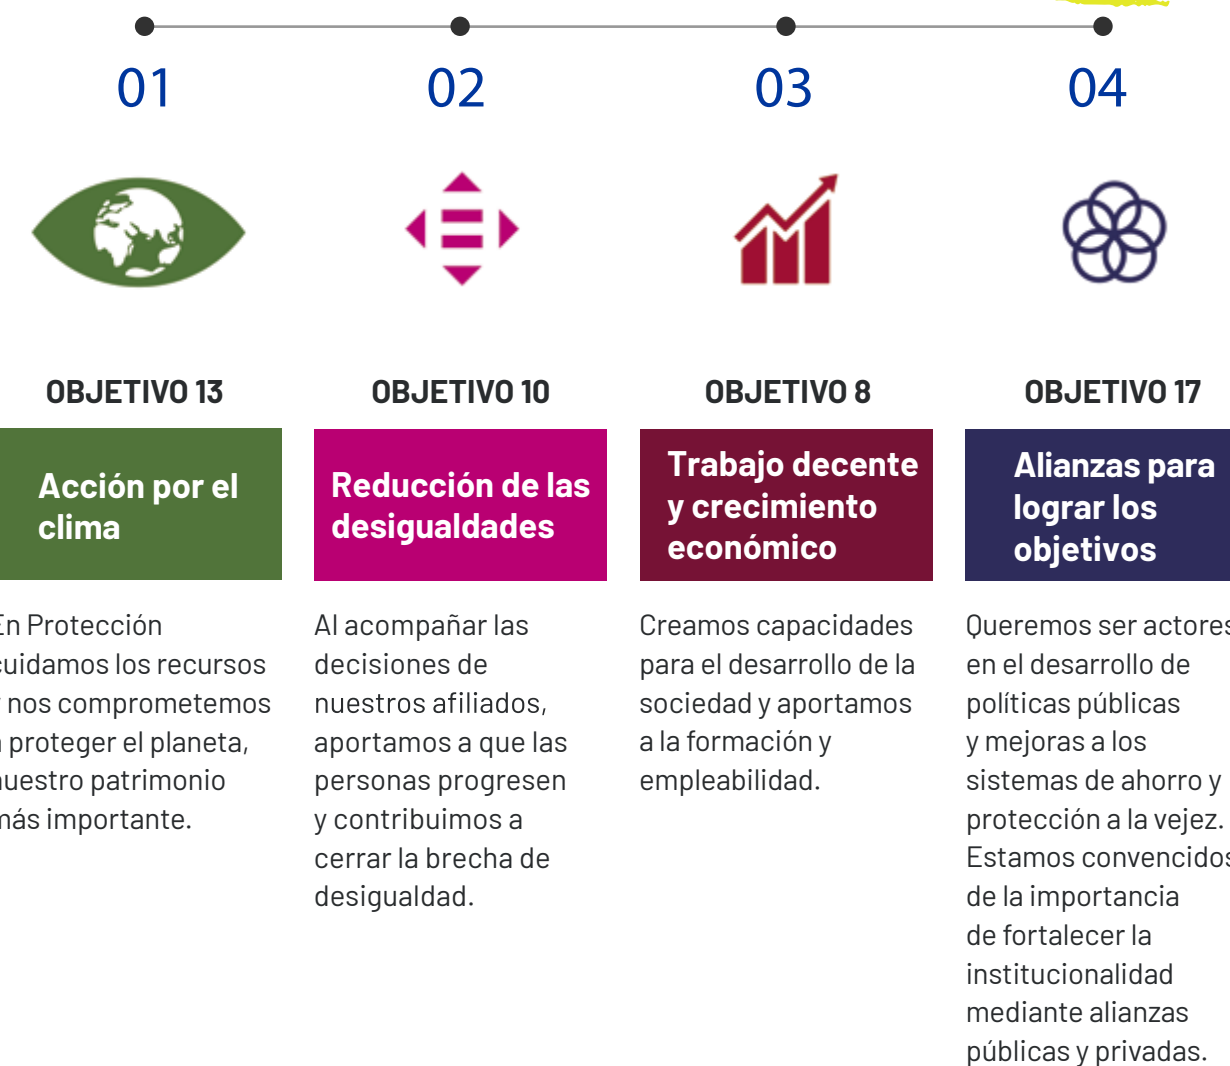 01
02
03
04
OBJETIVO 13
OBJETIVO 10
OBJETIVO 8
OBJETIVO 17
Acción por el
clima
Reducción de las
desigualdades
Trabajo decente
y crecimiento
económico
Alianzas para
lograr los
objetivos
En Protección
cuidamos los recursos
y nos comprometemos
a proteger el planeta,
nuestro patrimonio
más importante.
Al acompañar las
decisiones de
nuestros afiliados,
aportamos a que las
personas progresen
y contribuimos a
cerrar la brecha de
desigualdad.
Creamos capacidades
para el desarrollo de la
sociedad y aportamos
a la formación y
empleabilidad.
Queremos ser actores
en el desarrollo de
políticas públicas
y mejoras a los
sistemas de ahorro y
protección a la vejez.
Estamos convencidos
de la importancia
de fortalecer la
institucionalidad
mediante alianzas
públicas y privadas.